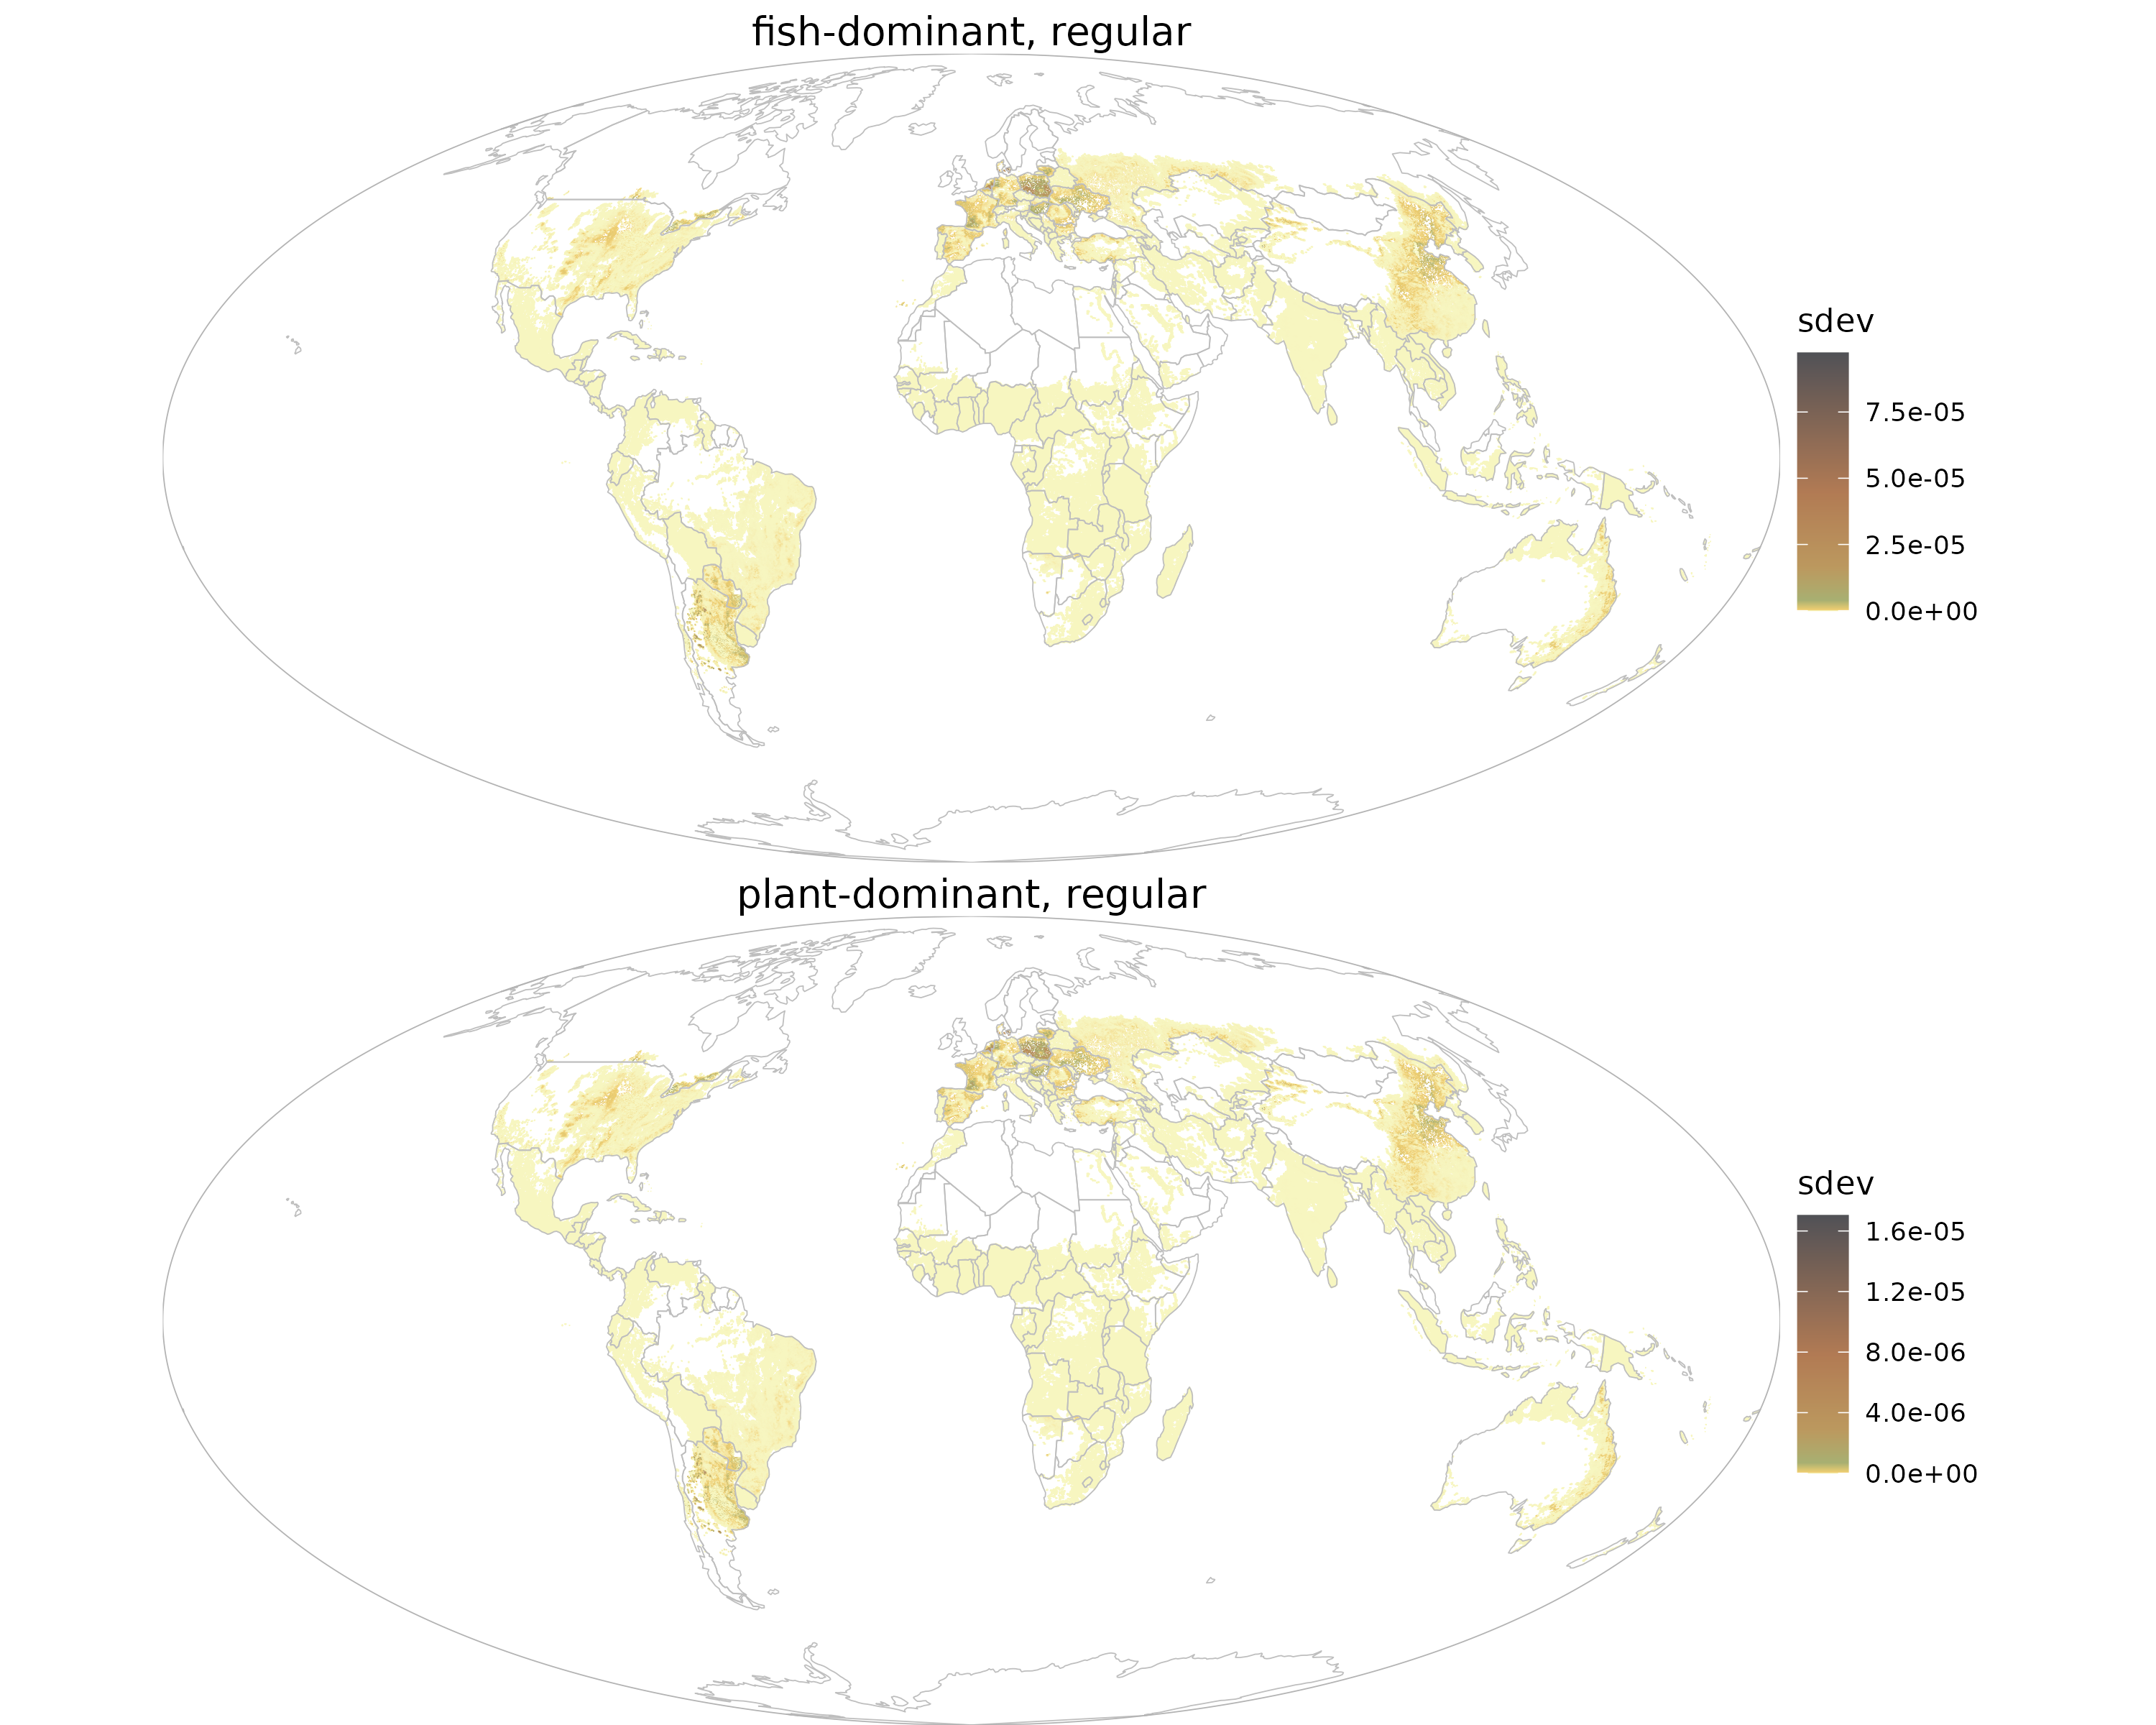 fish-dominant, regular
sdev
7.5e-05
5.0e-05
2.5e-05
0.0e+00
plant-dominant, regular
sdev
1.6e-05
1.2e-05
8.0e-06
4.0e-06
0.0e+00